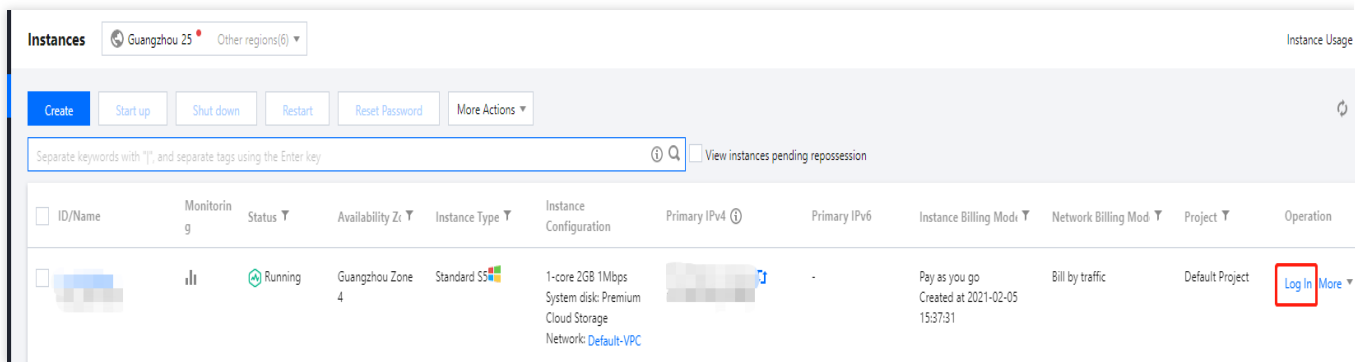 Instances Guangzhou 25 Other regions(6) Instance Usage
Create Start up Shut down Restart Reset Password More Actions
Separate keywords with "|", and separate tags using the Enter key View instances pending repossession
ID/Name Monitorin
g Status Availability Zo Instance Type Instance
Configuration Primary IPv4 Primary IPv6 Instance Billing Mode Network Billing Mod Project Operation
Running Guangzhou Zone
4 Standard S5 1-core 2GB 1Mbps
System disk: Premium
Cloud Storage
Network: Default-VPC - Pay as you go
Created at 2021-02-05
15:37:31 Bill by traffic Default Project Log In More